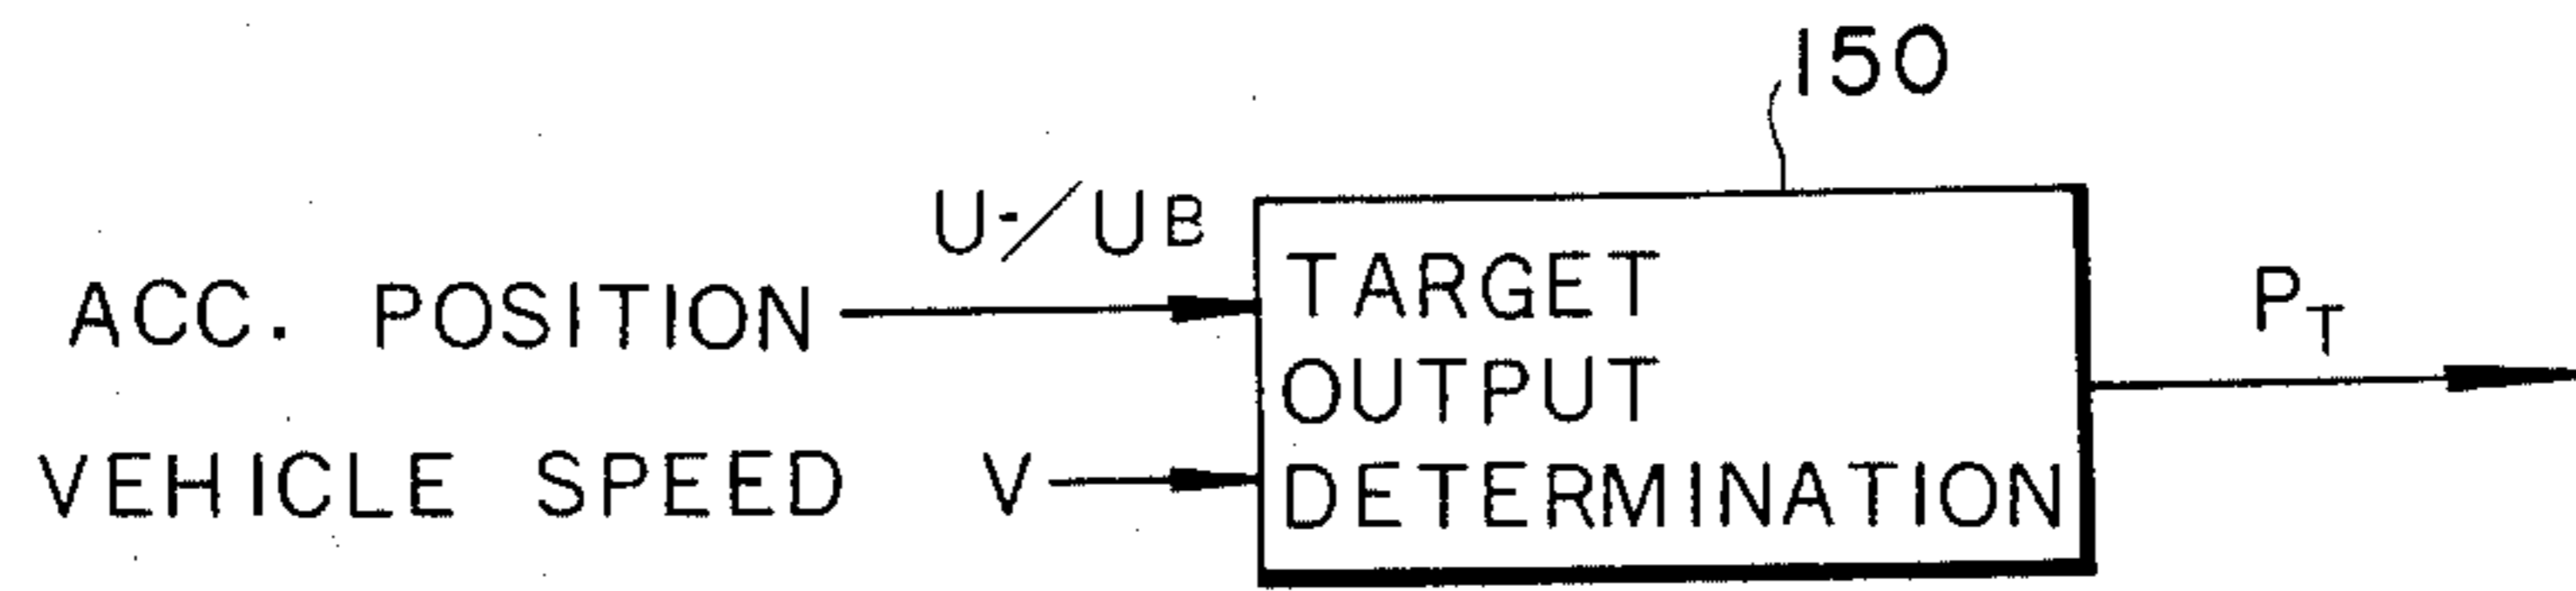 150
U-/UB
ACC. POSITION
TARGET
OUTPUT
DETERMINATION
PT
VEHICLE SPEED V